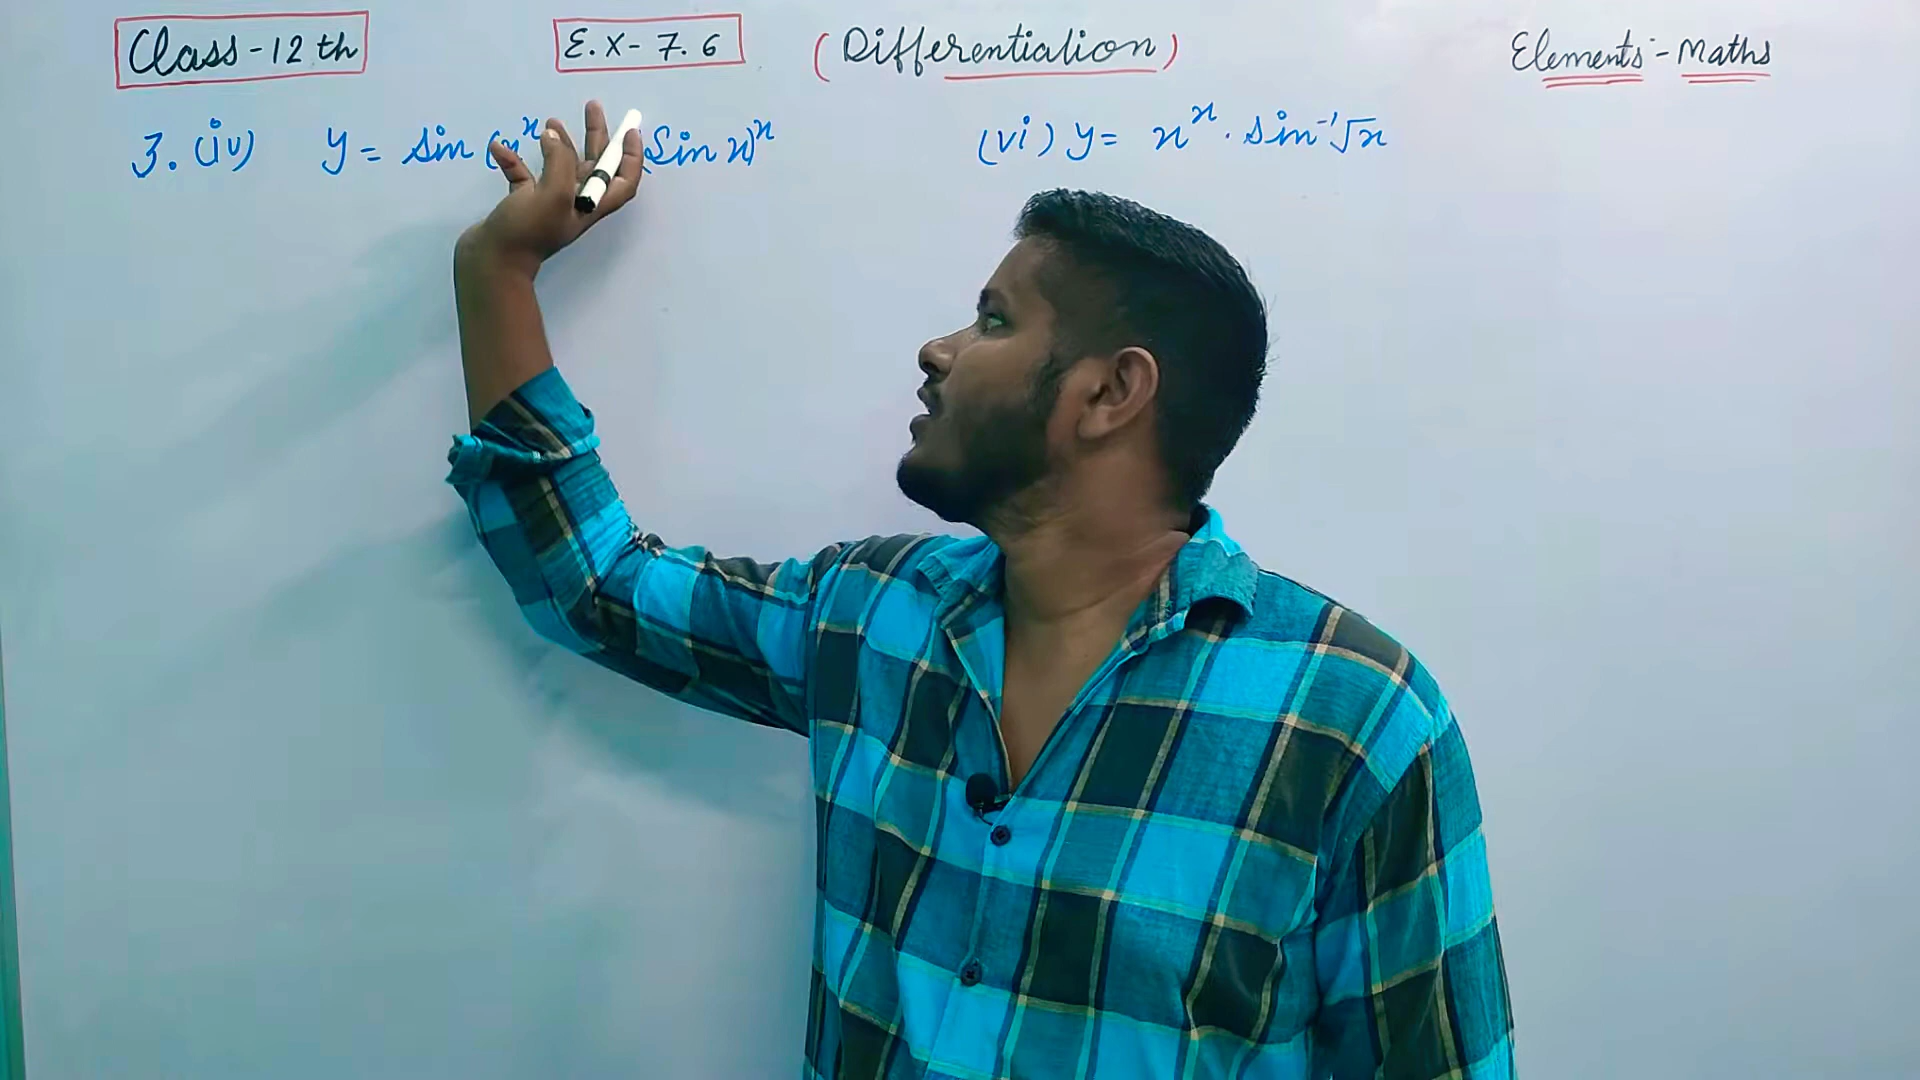 Class-12 th E.X- 7.6 (Differentiation) Elements - Maths
3. (iv) y = sin (x^x (Sin x)^x (vi) y = x^x . sin^-1 √x